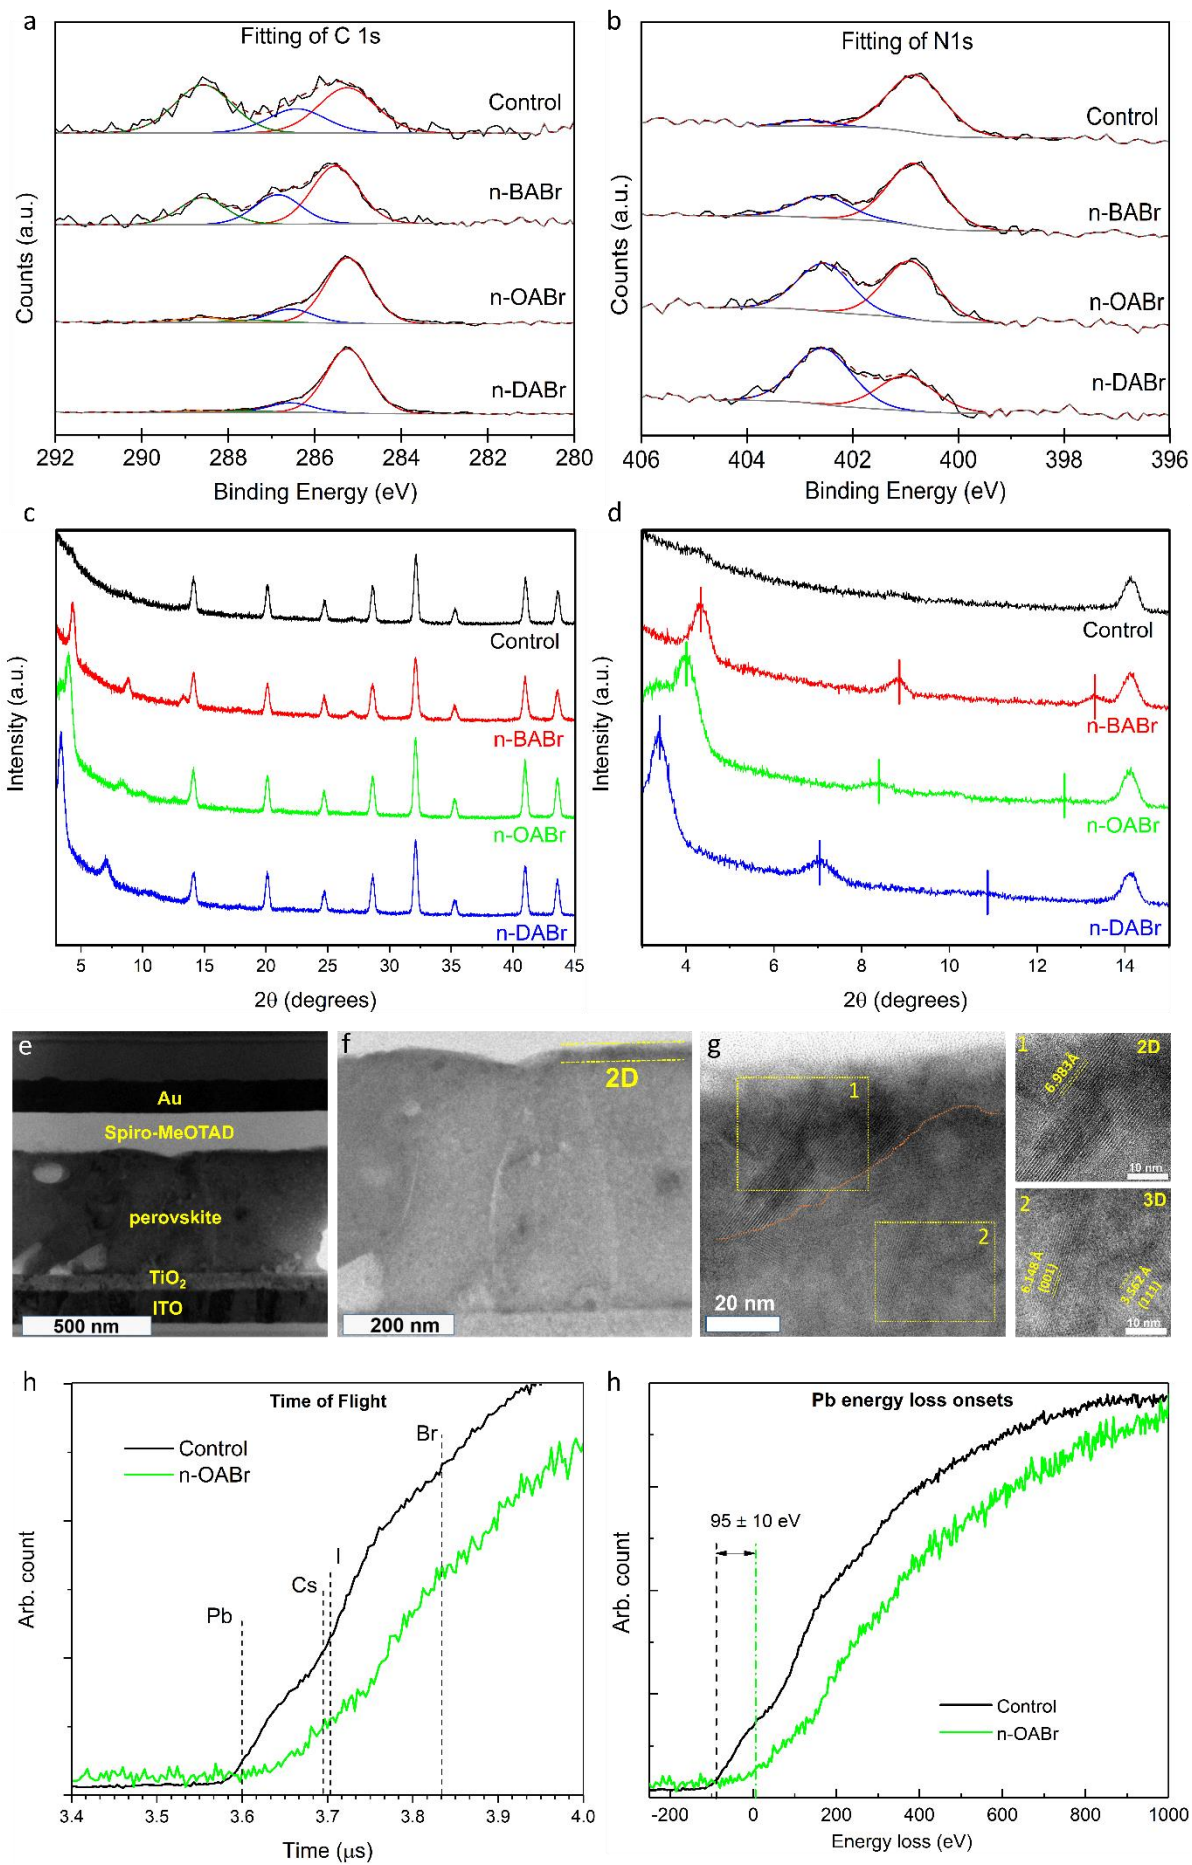 a
Fitting of C 1s
Control
n-BABr
n-OABr
n-DABr
Counts (a.u.)
292 290 288 286 284 282 280
Binding Energy (eV)
b
Fitting of N1s
Control
n-BABr
n-OABr
n-DABr
Counts (a.u.)
406 404 402 400 398 396
Binding Energy (eV)
c
Control
n-BABr
n-OABr
n-DABr
Intensity (a.u.)
5 10 15 20 25 30 35 40 45
2θ (degrees)
d
Control
n-BABr
n-OABr
n-DABr
Intensity (a.u.)
4 6 8 10 12 14
2θ (degrees)
e
Au
Spiro-MeOTAD
perovskite
TiO2
ITO
500 nm
f
2D
200 nm
g
1
2
20 nm
1
2D
6.983Å
10 nm
2
3D
6.148 Å
(001)
3.562 Å
(111)
10 nm
h
Time of Flight
Control
n-OABr
Pb
Cs
I
Br
Arb. count
3.4 3.5 3.6 3.7 3.8 3.9 4.0
Time (μs)
h
Pb energy loss onsets
95 ± 10 eV
Control
n-OABr
Arb. count
-200 0 200 400 600 800 1000
Energy loss (eV)